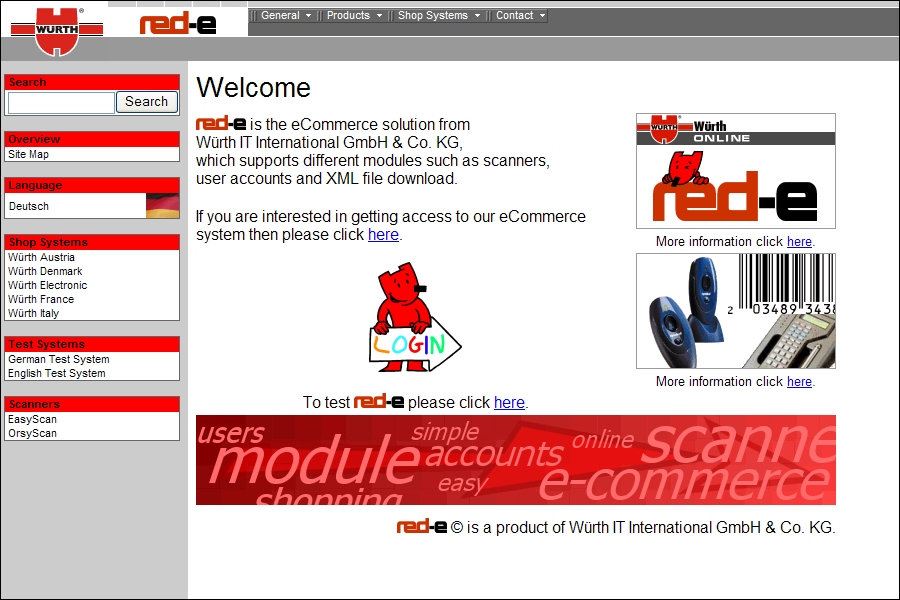 WÜRTH
red-e
General
Products
Shop Systems
Contact
Search
Search
Overview
Site Map
Language
Deutsch
Shop Systems
Würth Austria
Würth Denmark
Würth Electronic
Würth France
Würth Italy
Test Systems
German Test System
English Test System
Scanners
EasyScan
OrsyScan
Welcome
red-e is the eCommerce solution from
Würth IT International GmbH & Co. KG,
which supports different modules such as scanners,
user accounts and XML file download.
If you are interested in getting access to our eCommerce
system then please click here.
LOGIN
To test red-e please click here.
WÜRTH Würth
ONLINE
red-e
More information click here.
2 03489 3438
More information click here.
users
module
shopping
simple
accounts
easy
online
scanne
e-commerce
red-e © is a product of Würth IT International GmbH & Co. KG.